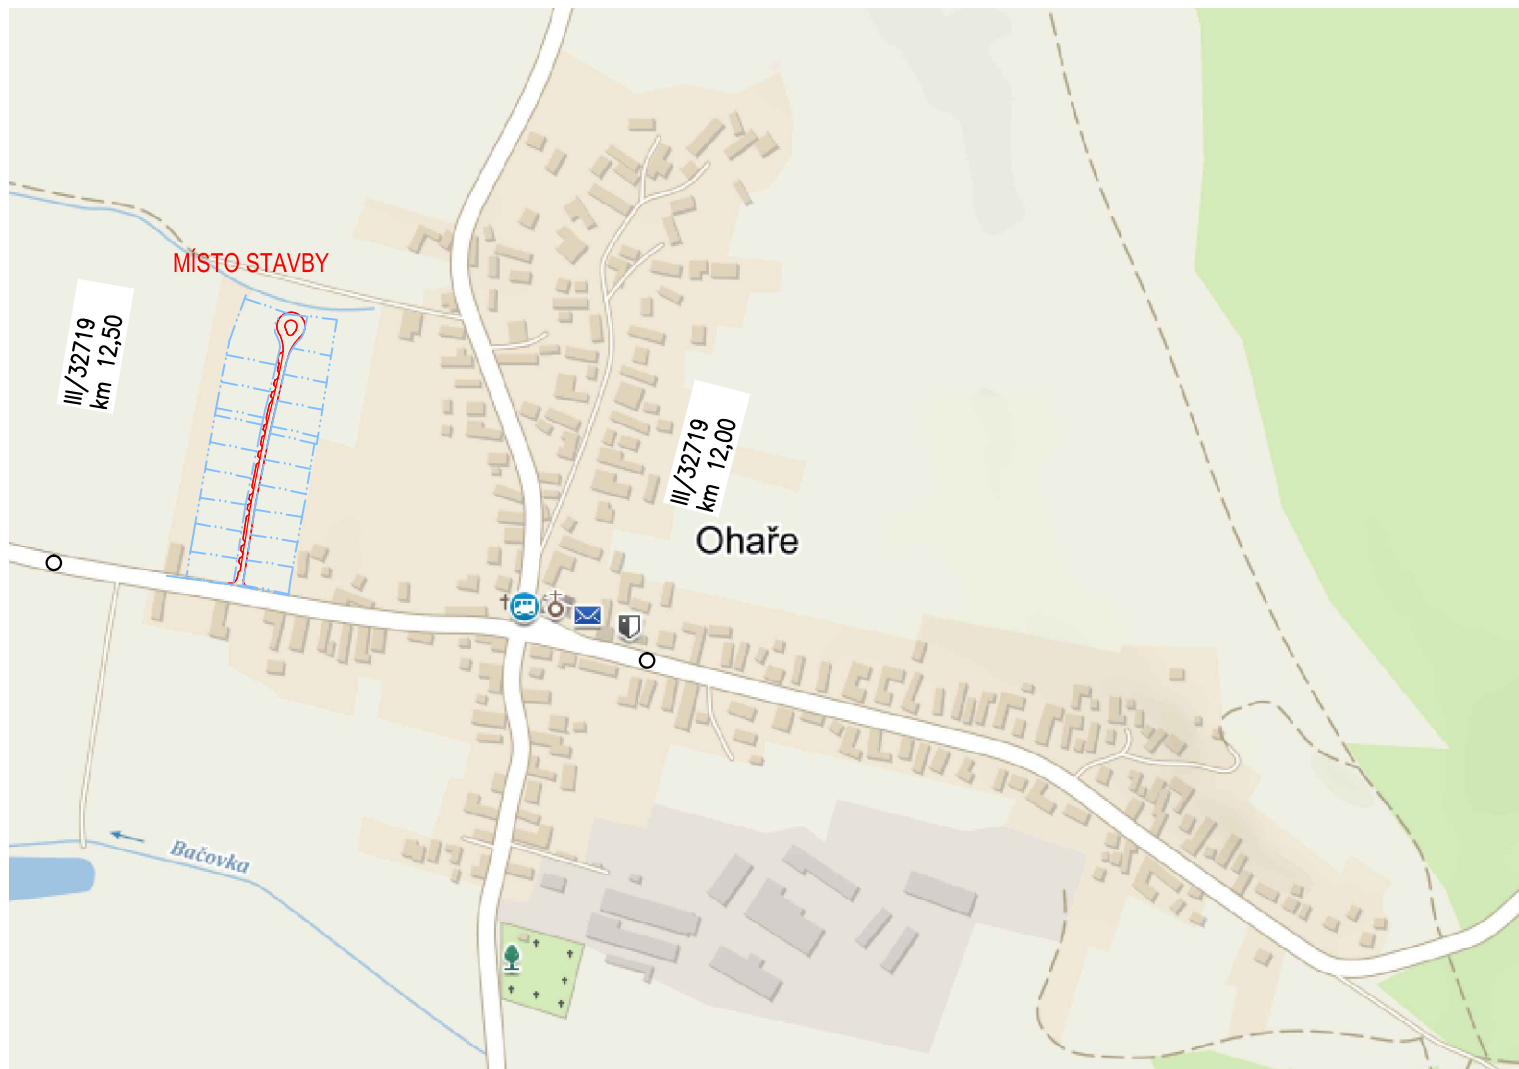 MÍSTO STAVBY
III/32719
km 12,50
III/32719
km 12,00
Ohaře
Bačovka